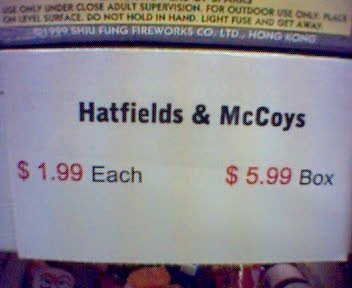 USE ONLY UNDER CLOSE ADULT SUPERVISION. FOR OUTDOOR USE ONLY. PLACE
ON LEVEL SURFACE. DO NOT HOLD IN HAND. LIGHT FUSE AND GET AWAY.
©1999 SHIU FUNG FIREWORKS CO. LTD., HONG KONG
Hatfields & McCoys
$ 1.99 Each $ 5.99 Box